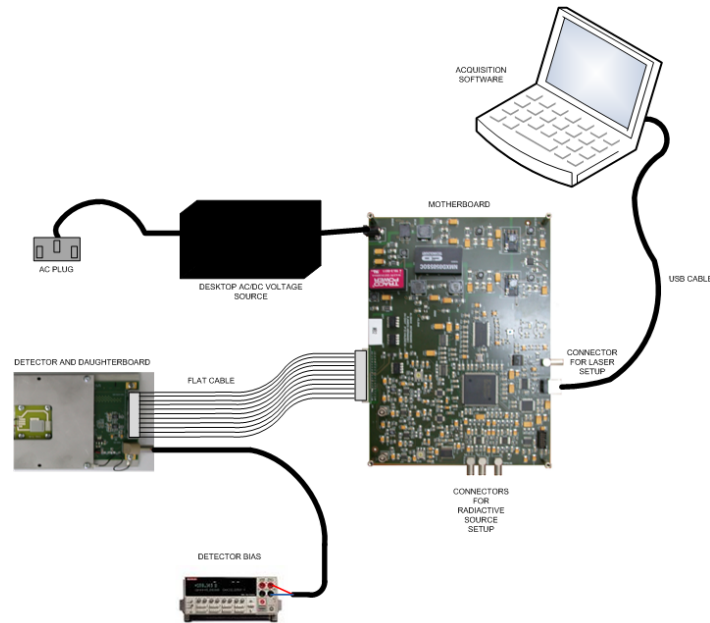 ACQUISITION
SOFTWARE
MOTHERBOARD
AC PLUG
DESKTOP AC/DC VOLTAGE
SOURCE
USB CABLE
DETECTOR AND DAUGHTERBOARD
FLAT CABLE
CONNECTOR
FOR LASER
SETUP
CONNECTORS
FOR
RADIACTIVE
SOURCE
SETUP
DETECTOR BIAS